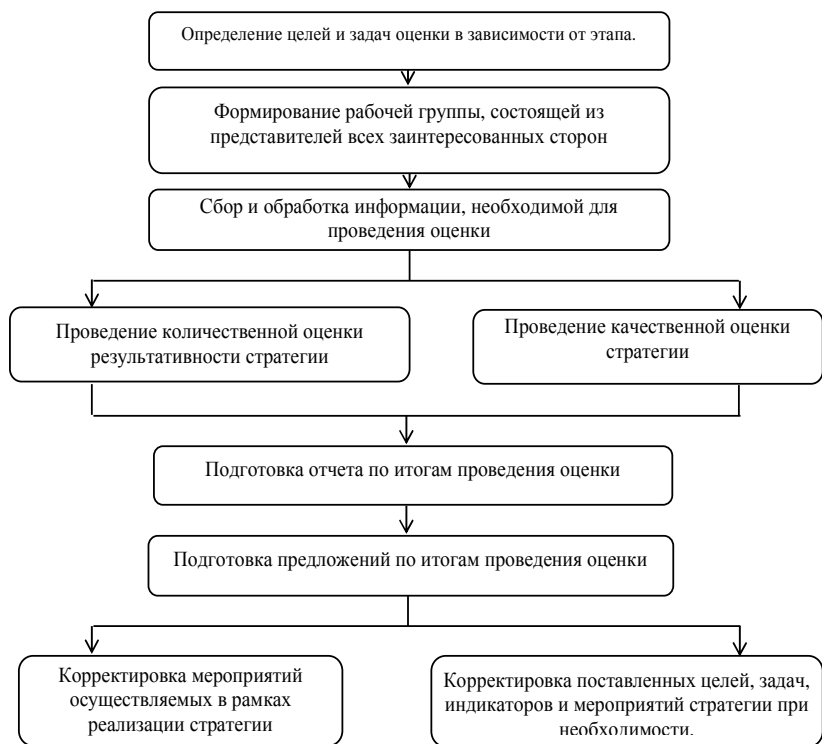 Определение целей и задач оценки в зависимости от этапа.
Формирование рабочей группы, состоящей из
представителей всех заинтересованных сторон
Сбор и обработка информации, необходимой для
проведения оценки
Проведение количественной оценки
результативности стратегии
Проведение качественной оценки
стратегии
Подготовка отчета по итогам проведения оценки
Подготовка предложений по итогам проведения оценки
Корректировка мероприятий
осуществляемых в рамках
реализации стратегии
Корректировка поставленных целей, задач,
индикаторов и мероприятий стратегии при
необходимости.